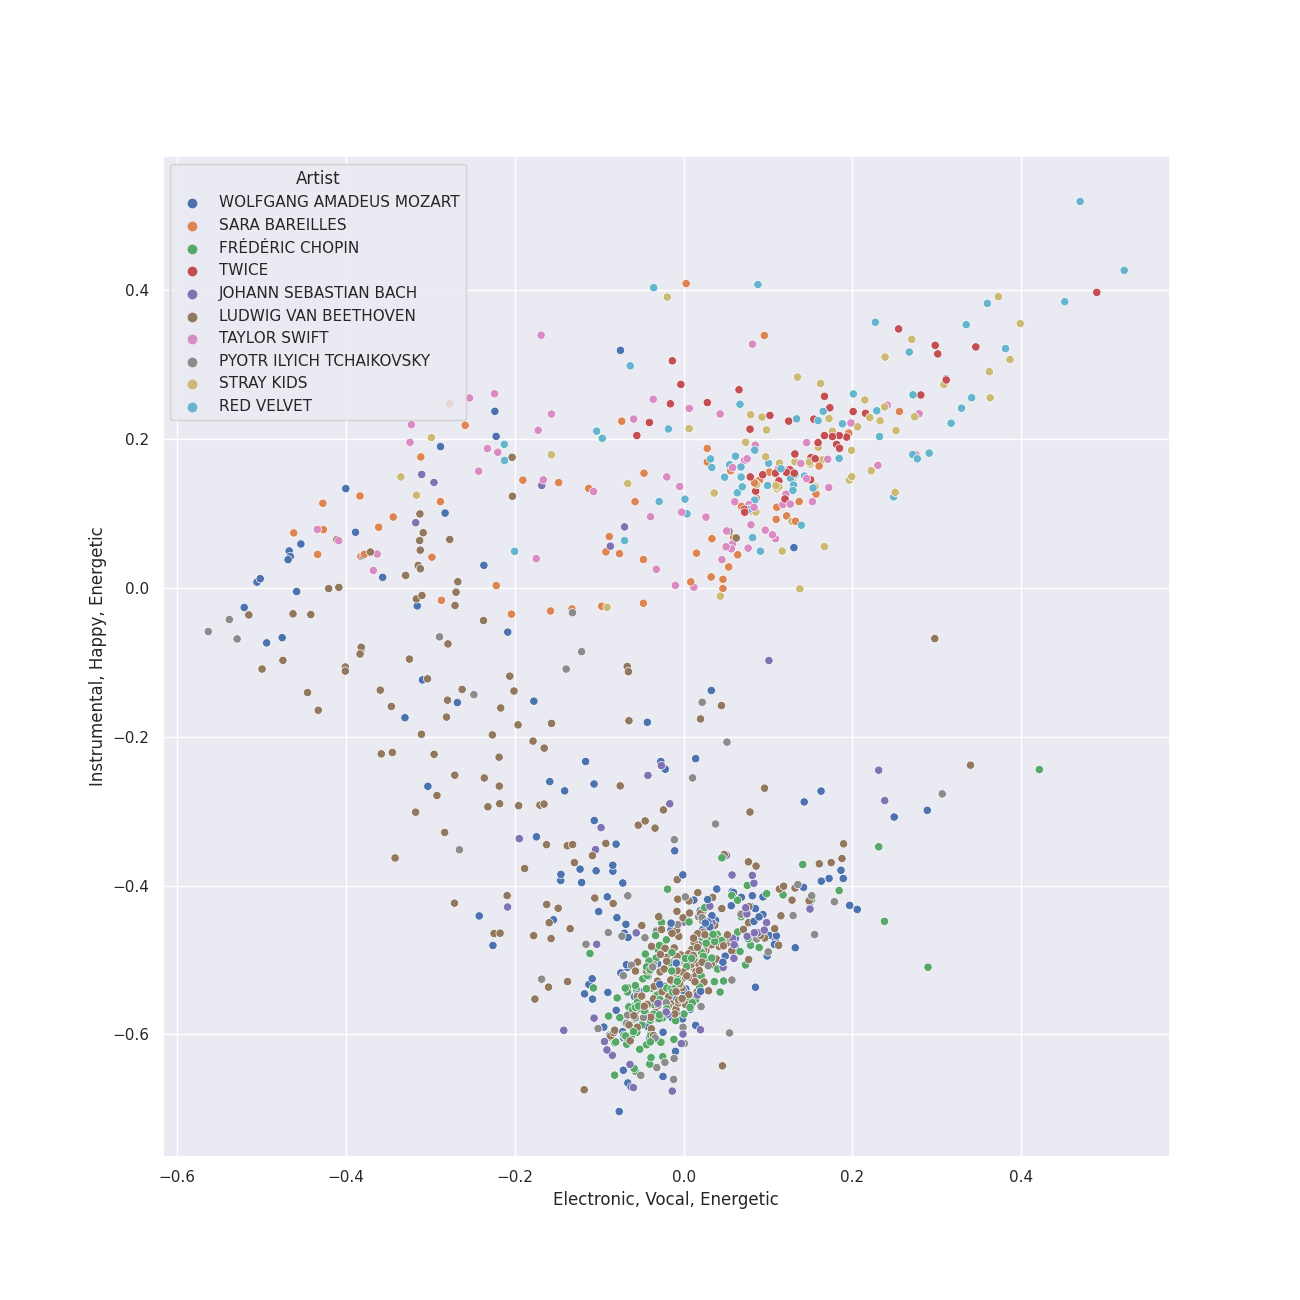 Artist
WOLFGANG AMADEUS MOZART
SARA BAREILLES
FRÉDÉRIC CHOPIN
TWICE
JOHANN SEBASTIAN BACH
LUDWIG VAN BEETHOVEN
TAYLOR SWIFT
PYOTR ILYICH TCHAIKOVSKY
STRAY KIDS
RED VELVET
Instrumental, Happy, Energetic
0.4
0.2
0.0
−0.2
−0.4
−0.6
−0.6 −0.4 −0.2 0.0 0.2 0.4
Electronic, Vocal, Energetic